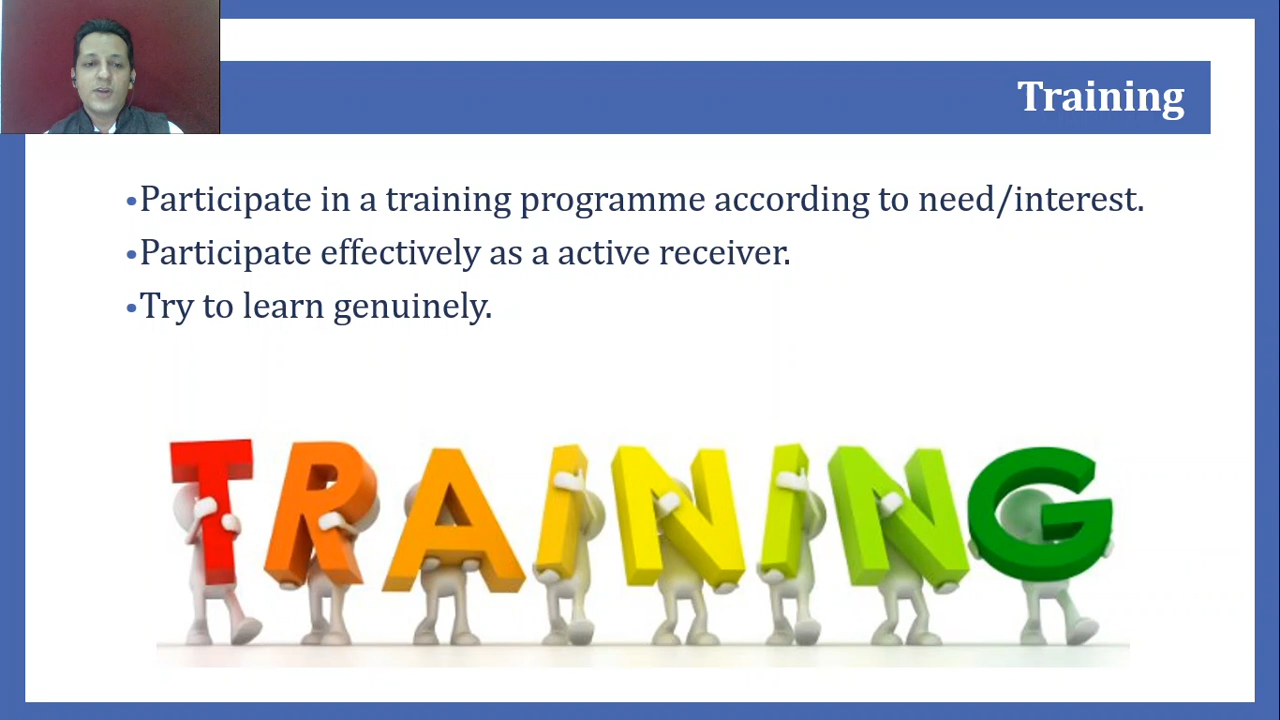 Training
•Participate in a training programme according to need/interest.
•Participate effectively as a active receiver.
•Try to learn genuinely.
TRAINING